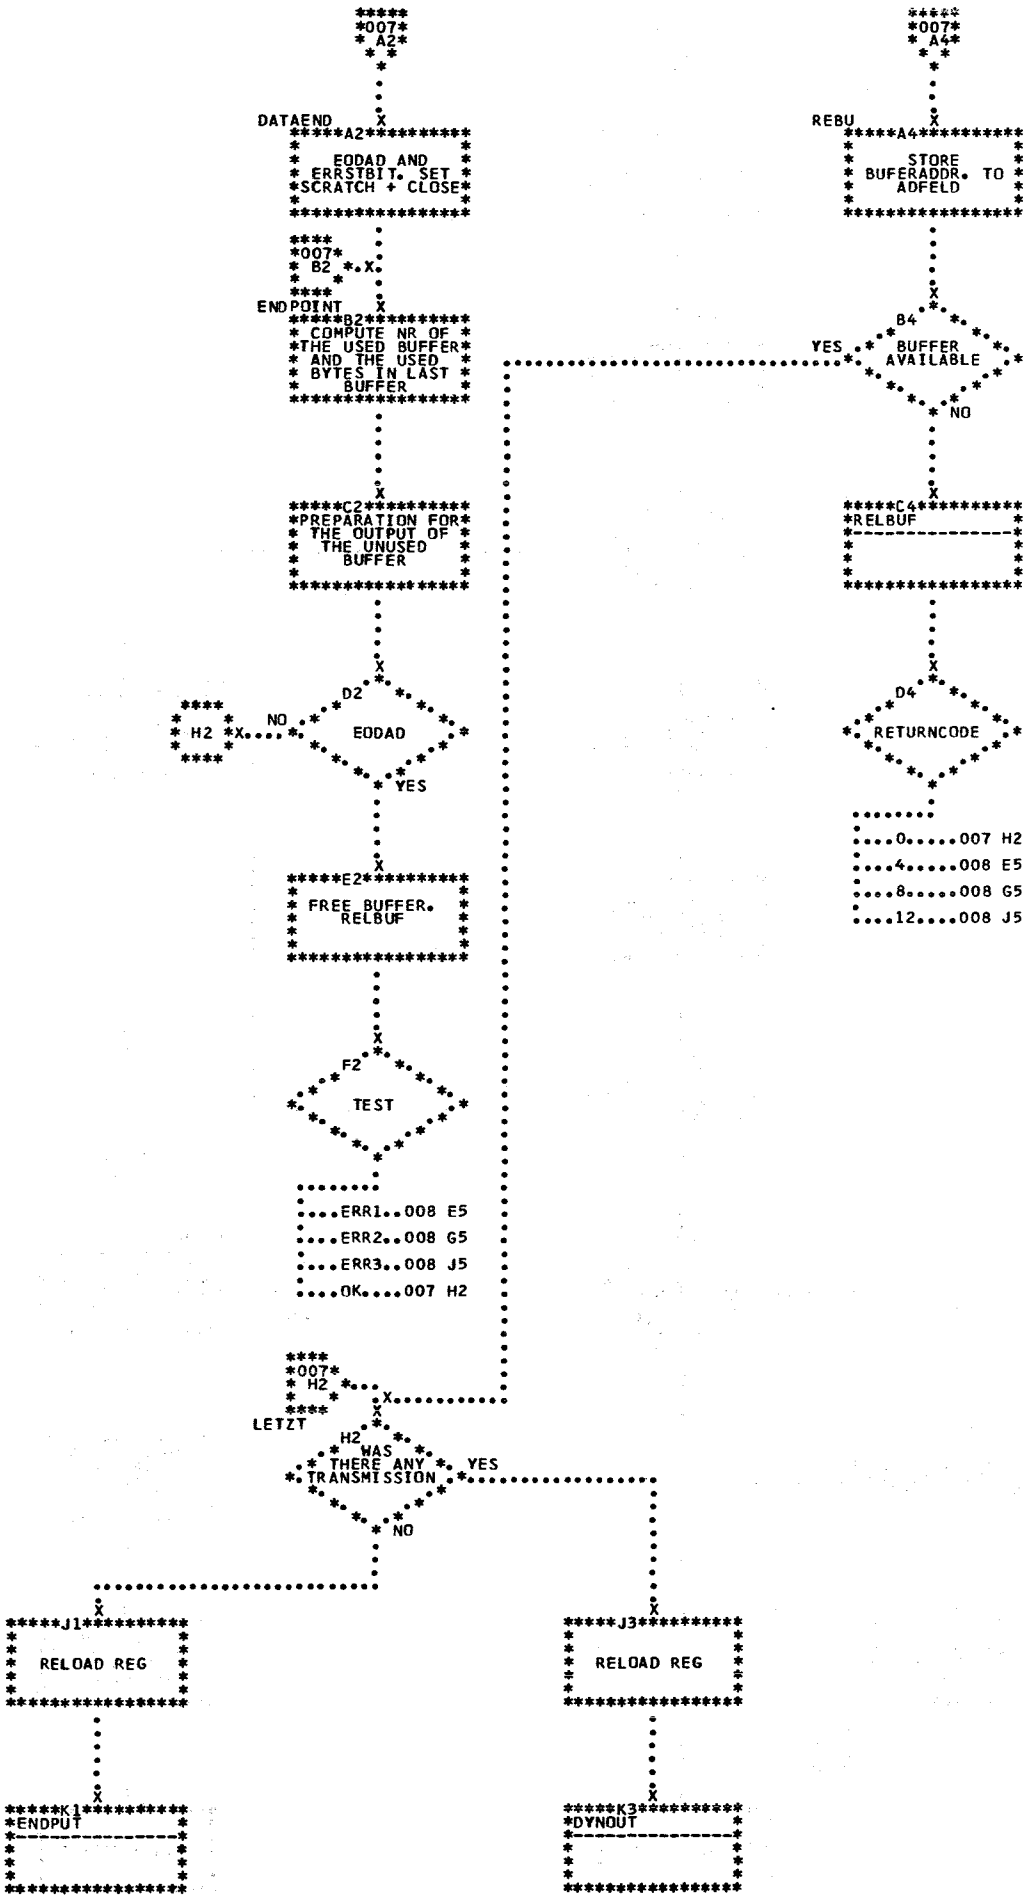 007
A2
DATAEND
A2
EODAD AND
ERRSTBIT. SET
SCRATCH + CLOSE
007
B2
ENDPOINT
B2
COMPUTE NR OF
THE USED BUFFER
AND THE USED
BYTES IN LAST
BUFFER
C2
PREPARATION FOR
THE OUTPUT OF
THE UNUSED
BUFFER
D2
EODAD
NO
H2
YES
E2
FREE BUFFER.
RELBUF
F2
TEST
ERR1..008 E5
ERR2..008 G5
ERR3..008 J5
OK....007 H2
007
A4
REBU
A4
STORE
BUFERADDR. TO
ADFELD
B4
BUFFER
AVAILABLE
YES
NO
C4
RELBUF
D4
RETURNCODE
0.....007 H2
4.....008 E5
8.....008 G5
12....008 J5
007
H2
LETZT
H2
WAS
THERE ANY
TRANSMISSION
YES
NO
J1
RELOAD REG
J3
RELOAD REG
K1
ENDPUT
K3
DYNOUT